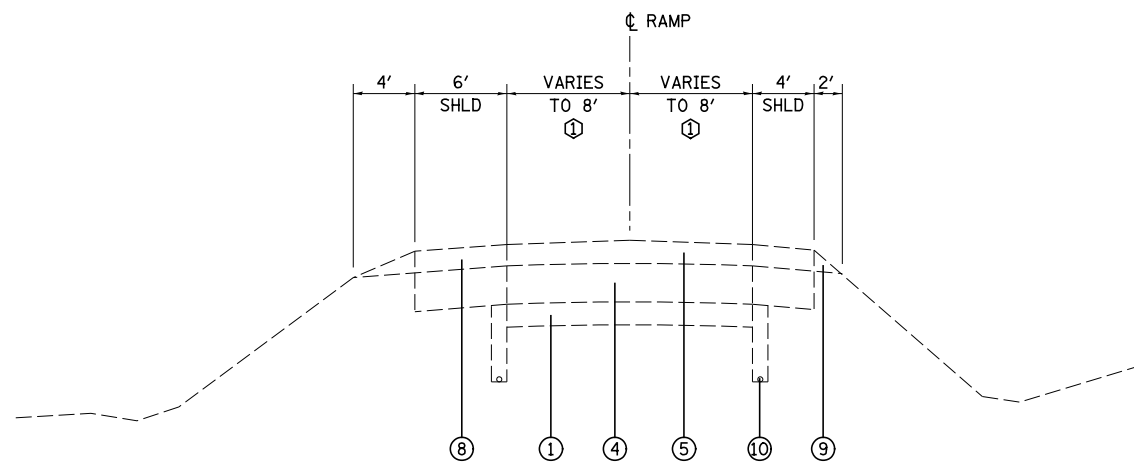 ℄ RAMP
4' 6' VARIES VARIES 4' 2'
SHLD TO 8' TO 8' SHLD
1 1
8 1 4 5 10 9